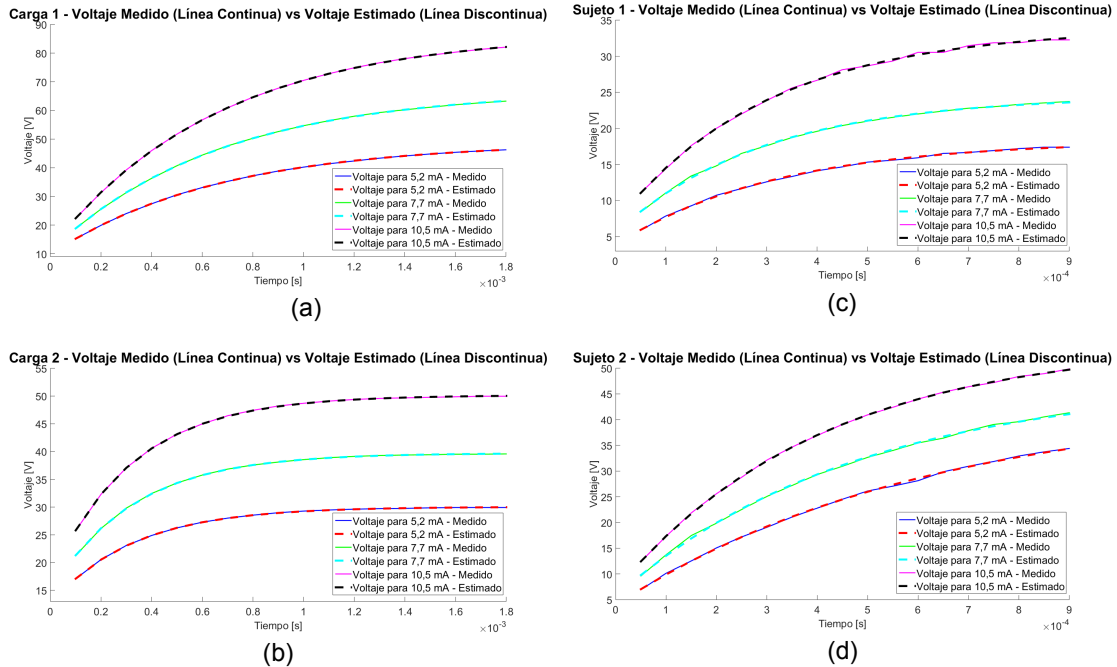 Carga 1 - Voltaje Medido (Línea Continua) vs Voltaje Estimado (Línea Discontinua)
90
80
70
60
50
40
30
20
10
Voltaje [V]
0
0.2
0.4
0.6
0.8
1
1.2
1.4
1.6
1.8
Tiempo [s]
×10⁻³
Voltaje para 5,2 mA - Medido
Voltaje para 5,2 mA - Estimado
Voltaje para 7,7 mA - Medido
Voltaje para 7,7 mA - Estimado
Voltaje para 10,5 mA - Medido
Voltaje para 10,5 mA - Estimado
(a)
Sujeto 1 - Voltaje Medido (Línea Continua) vs Voltaje Estimado (Línea Discontinua)
35
30
25
20
15
10
5
0
Voltaje [V]
0
1
2
3
4
5
6
7
8
9
Tiempo [s]
×10⁻⁴
Voltaje para 5,2 mA - Medido
Voltaje para 5,2 mA - Estimado
Voltaje para 7,7 mA - Medido
Voltaje para 7,7 mA - Estimado
Voltaje para 10,5 mA - Medido
Voltaje para 10,5 mA - Estimado
(c)
Carga 2 - Voltaje Medido (Línea Continua) vs Voltaje Estimado (Línea Discontinua)
55
50
45
40
35
30
25
20
15
Voltaje [V]
0
0.2
0.4
0.6
0.8
1
1.2
1.4
1.6
1.8
Tiempo [s]
×10⁻³
Voltaje para 5,2 mA - Medido
Voltaje para 5,2 mA - Estimado
Voltaje para 7,7 mA - Medido
Voltaje para 7,7 mA - Estimado
Voltaje para 10,5 mA - Medido
Voltaje para 10,5 mA - Estimado
(b)
Sujeto 2 - Voltaje Medido (Línea Continua) vs Voltaje Estimado (Línea Discontinua)
50
45
40
35
30
25
20
15
10
5
Voltaje [V]
0
1
2
3
4
5
6
7
8
9
Tiempo [s]
×10⁻⁴
Voltaje para 5,2 mA - Medido
Voltaje para 5,2 mA - Estimado
Voltaje para 7,7 mA - Medido
Voltaje para 7,7 mA - Estimado
Voltaje para 10,5 mA - Medido
Voltaje para 10,5 mA - Estimado
(d)